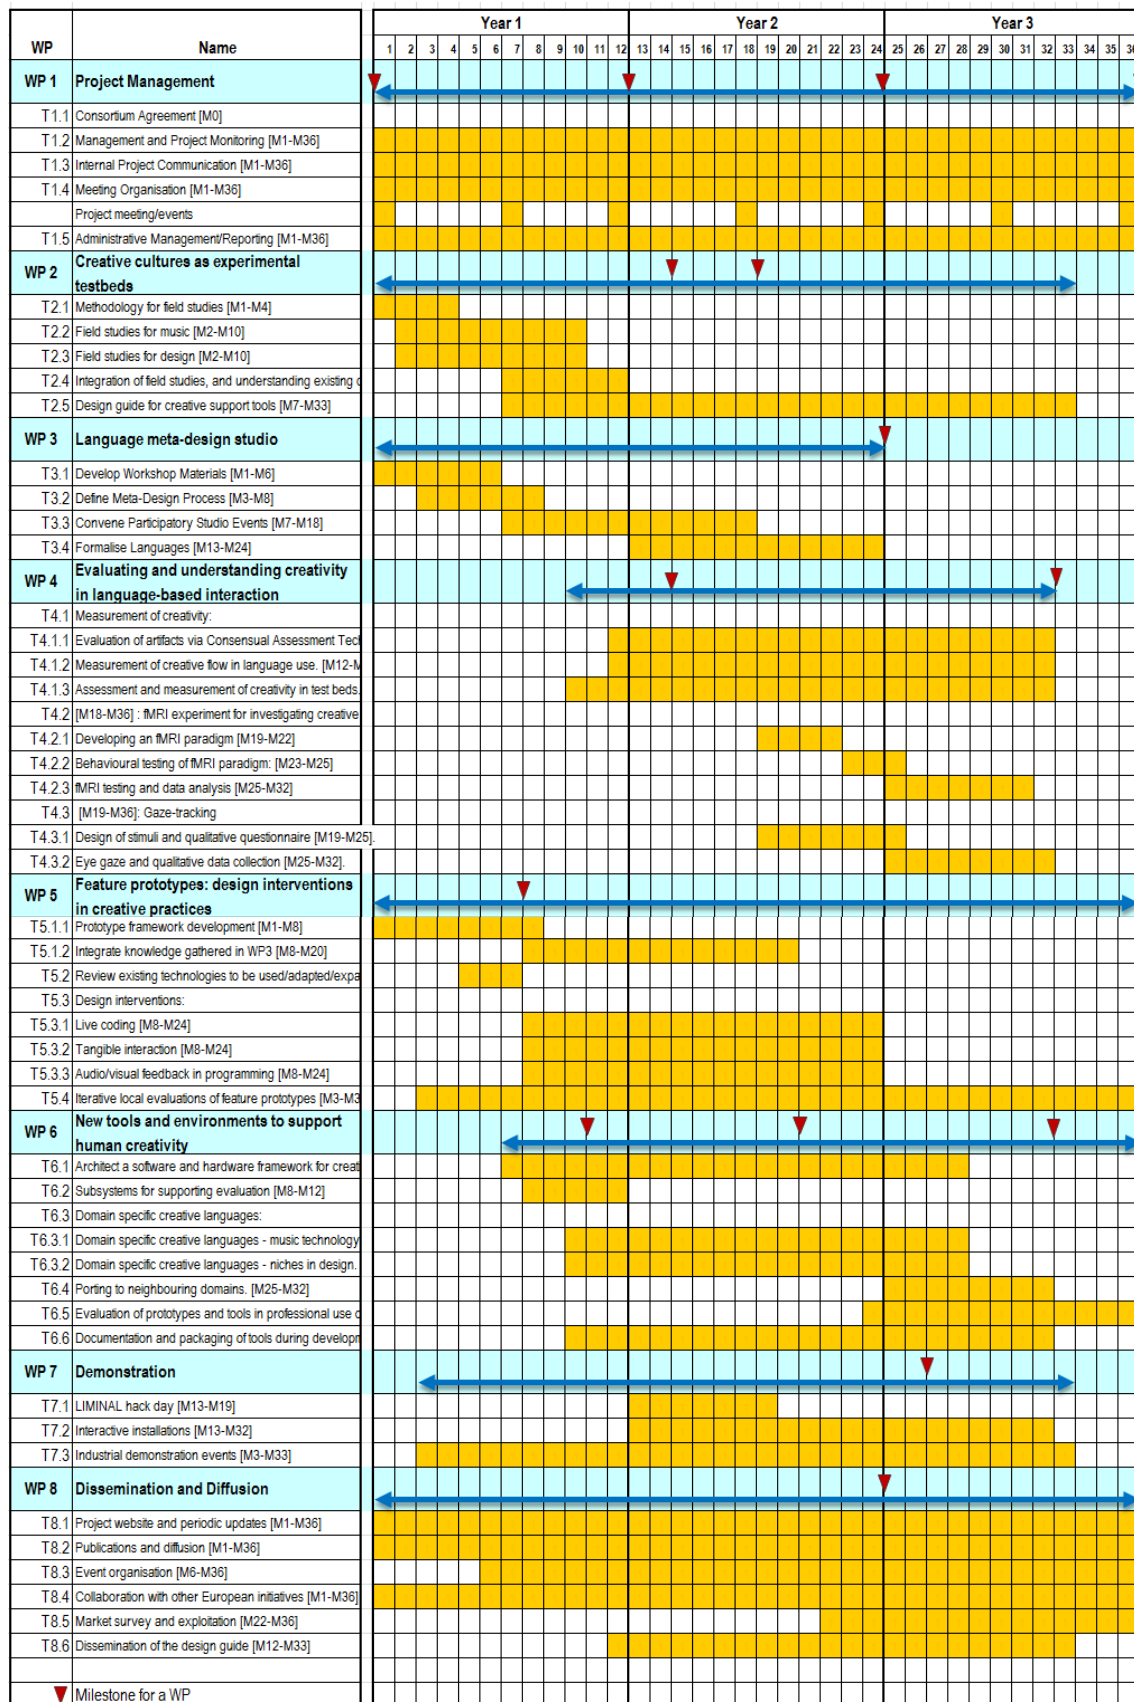 Year 1 Year 2 Year 3
WP Name 1 2 3 4 5 6 7 8 9 10 11 12 13 14 15 16 17 18 19 20 21 22 23 24 25 26 27 28 29 30 31 32 33 34 35 36
WP 1 Project Management
T1.1 Consortium Agreement [M0]
T1.2 Management and Project Monitoring [M1-M36]
T1.3 Internal Project Communication [M1-M36]
T1.4 Meeting Organisation [M1-M36]
Project meeting/events
T1.5 Administrative Management/Reporting [M1-M36]
WP 2 Creative cultures as experimental
testbeds
T2.1 Methodology for field studies [M1-M4]
T2.2 Field studies for music [M2-M10]
T2.3 Field studies for design [M2-M10]
T2.4 Integration of field studies, and understanding existing
T2.5 Design guide for creative support tools [M7-M33]
WP 3 Language meta-design studio
T3.1 Develop Workshop Materials [M1-M6]
T3.2 Define Meta-Design Process [M3-M8]
T3.3 Convene Participatory Studio Events [M7-M18]
T3.4 Formalise Languages [M13-M24]
WP 4 Evaluating and understanding creativity
in language-based interaction
T4.1 Measurement of creativity:
T4.1.1 Evaluation of artifacts via Consensual Assessment Tec
T4.1.2 Measurement of creative flow in language use. [M12-M
T4.1.3 Assessment and measurement of creativity in test beds.
T4.2 [M18-M36] : fMRI experiment for investigating creative
T4.2.1 Developing an fMRI paradigm [M19-M22]
T4.2.2 Behavioural testing of fMRI paradigm: [M23-M25]
T4.2.3 fMRI testing and data analysis [M25-M32]
T4.3 [M19-M36]: Gaze-tracking
T4.3.1 Design of stimuli and qualitative questionnaire [M19-M25].
T4.3.2 Eye gaze and qualitative data collection [M25-M32].
WP 5 Feature prototypes: design interventions
in creative practices
T5.1.1 Prototype framework development [M1-M8]
T5.1.2 Integrate knowledge gathered in WP3 [M8-M20]
T5.2 Review existing technologies to be used/adapted/expa
T5.3 Design interventions:
T5.3.1 Live coding [M8-M24]
T5.3.2 Tangible interaction [M8-M24]
T5.3.3 Audio/visual feedback in programming [M8-M24]
T5.4 Iterative local evaluations of feature prototypes [M3-M3
WP 6 New tools and environments to support
human creativity
T6.1 Architect a software and hardware framework for creat
T6.2 Subsystems for supporting evaluation [M8-M12]
T6.3 Domain specific creative languages:
T6.3.1 Domain specific creative languages - music technology
T6.3.2 Domain specific creative languages - niches in design.
T6.4 Porting to neighbouring domains. [M25-M32]
T6.5 Evaluation of prototypes and tools in professional use
T6.6 Documentation and packaging of tools during developm
WP 7 Demonstration
T7.1 LIMINAL hack day [M13-M19]
T7.2 Interactive installations [M13-M32]
T7.3 Industrial demonstration events [M3-M33]
WP 8 Dissemination and Diffusion
T8.1 Project website and periodic updates [M1-M36]
T8.2 Publications and diffusion [M1-M36]
T8.3 Event organisation [M6-M36]
T8.4 Collaboration with other European initiatives [M1-M36]
T8.5 Market survey and exploitation [M22-M36]
T8.6 Dissemination of the design guide [M12-M33]
Milestone for a WP